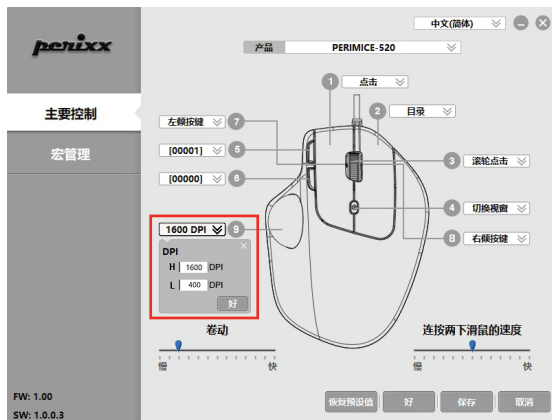 中文(简体)
perixx
产品 PERIMICE-520
1 点击
2 目录
主要控制
左倾按键 7
宏管理
[00001] 5
3 滚轮点击
[00000] 6
4 切换视窗
1600 DPI 9
8 右倾按键
DPI
H 1600 DPI
L 400 DPI
好
卷动
连按两下滑鼠的速度
慢 快
慢 快
FW: 1.00
恢复预设值 好 保存 取消
SW: 1.0.0.3